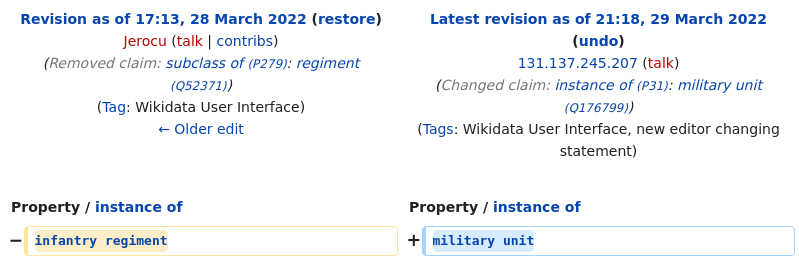 Revision as of 17:13, 28 March 2022 (restore)
Jerocu (talk | contribs)
(Removed claim: subclass of (P279): regiment
(Q52371))
(Tag: Wikidata User Interface)
← Older edit
Latest revision as of 21:18, 29 March 2022
(undo)
131.137.245.207 (talk)
(Changed claim: instance of (P31): military unit
(Q176799))
(Tags: Wikidata User Interface, new editor changing
statement)
Property / instance of
Property / instance of
− infantry regiment
+ military unit